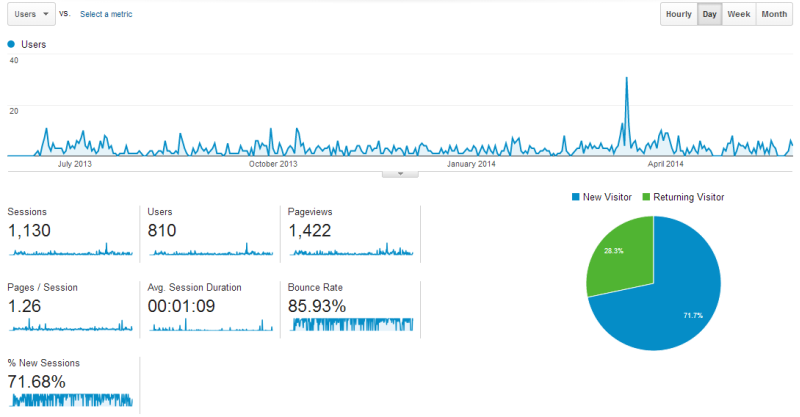 Users vs. Select a metric Hourly Day Week Month
Users
40
20
July 2013 October 2013 January 2014 April 2014
New Visitor Returning Visitor
Sessions Users Pageviews
1,130 810 1,422
28.3%
Pages / Session Avg. Session Duration Bounce Rate
1.26 00:01:09 85.93%
71.7%
% New Sessions
71.68%